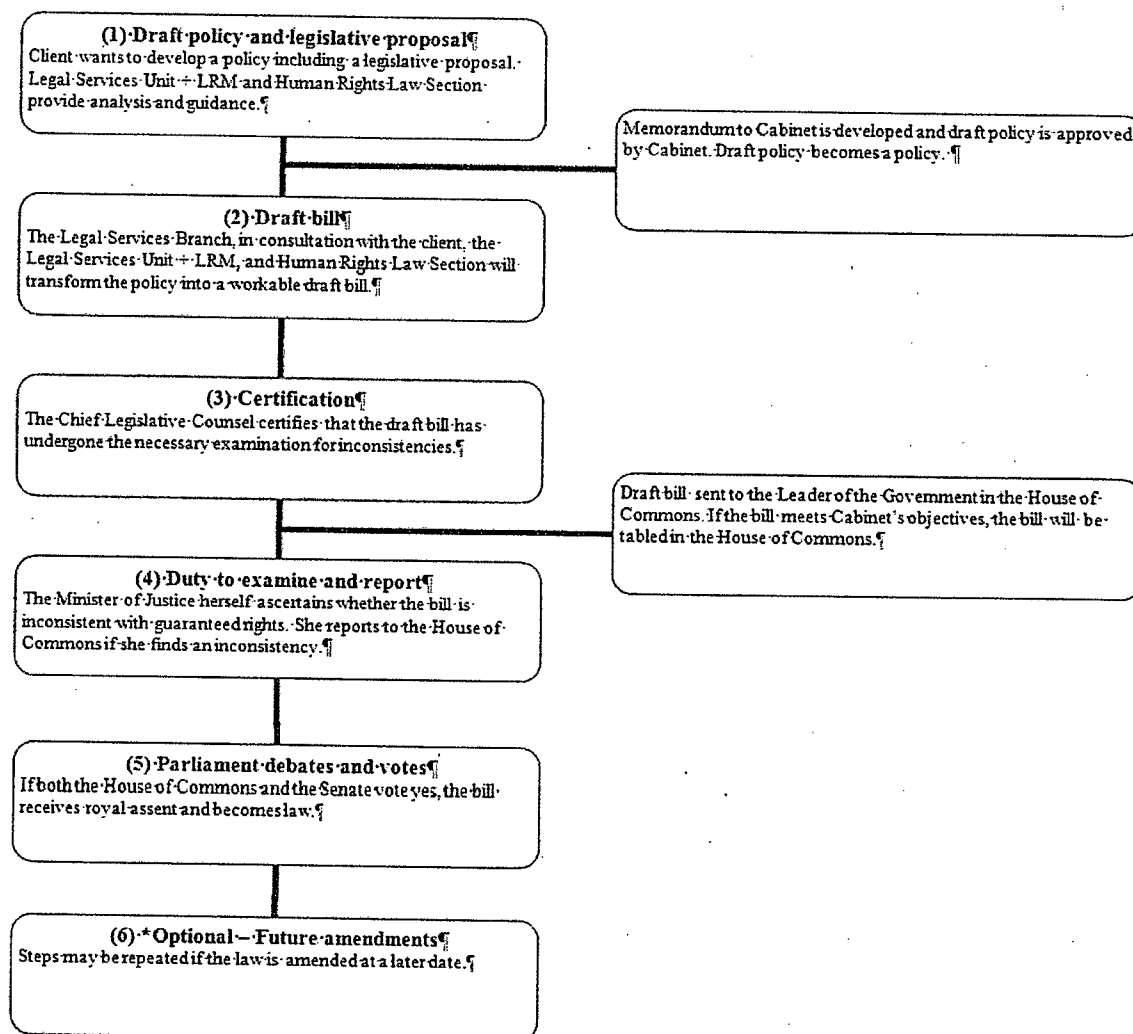 (1) Draft policy and legislative proposal¶
Client wants to develop a policy including a legislative proposal.
Legal Services Unit + LRM and Human Rights Law Section
provide analysis and guidance.¶
Memorandum to Cabinet is developed and draft policy is approved
by Cabinet. Draft policy becomes a policy. ¶
(2) Draft bill¶
The Legal Services Branch, in consultation with the client, the
Legal Services Unit + LRM, and Human Rights Law Section will
transform the policy into a workable draft bill.¶
(3) Certification¶
The Chief Legislative Counsel certifies that the draft bill has
undergone the necessary examination for inconsistencies.¶
Draft bill sent to the Leader of the Government in the House of
Commons. If the bill meets Cabinet's objectives, the bill will be
tabled in the House of Commons.¶
(4) Duty to examine and report¶
The Minister of Justice herself ascertains whether the bill is
inconsistent with guaranteed rights. She reports to the House of
Commons if she finds an inconsistency.¶
(5) Parliament debates and votes¶
If both the House of Commons and the Senate vote yes, the bill
receives royal assent and becomes law.¶
(6) *Optional – Future amendments¶
Steps may be repeated if the law is amended at a later date.¶